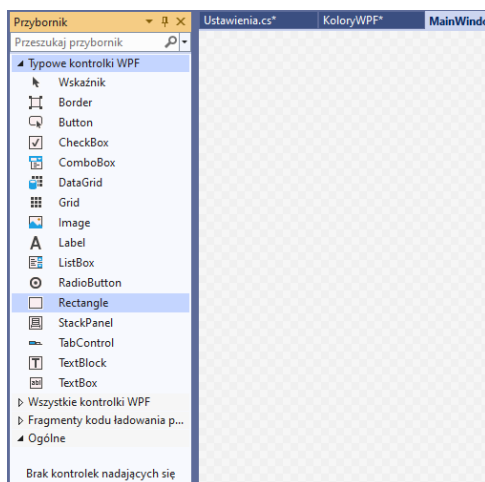 Przybornik
Ustawienia.cs*
KoloryWPF*
MainWindo
Przeszukaj przybornik
Typowe kontrolki WPF
Wskaźnik
Border
Button
CheckBox
ComboBox
DataGrid
Grid
Image
A Label
ListBox
RadioButton
Rectangle
StackPanel
TabControl
T TextBlock
abl TextBox
Wszystkie kontrolki WPF
Fragmenty kodu ładowania p...
Ogólne
Brak kontrolek nadających się